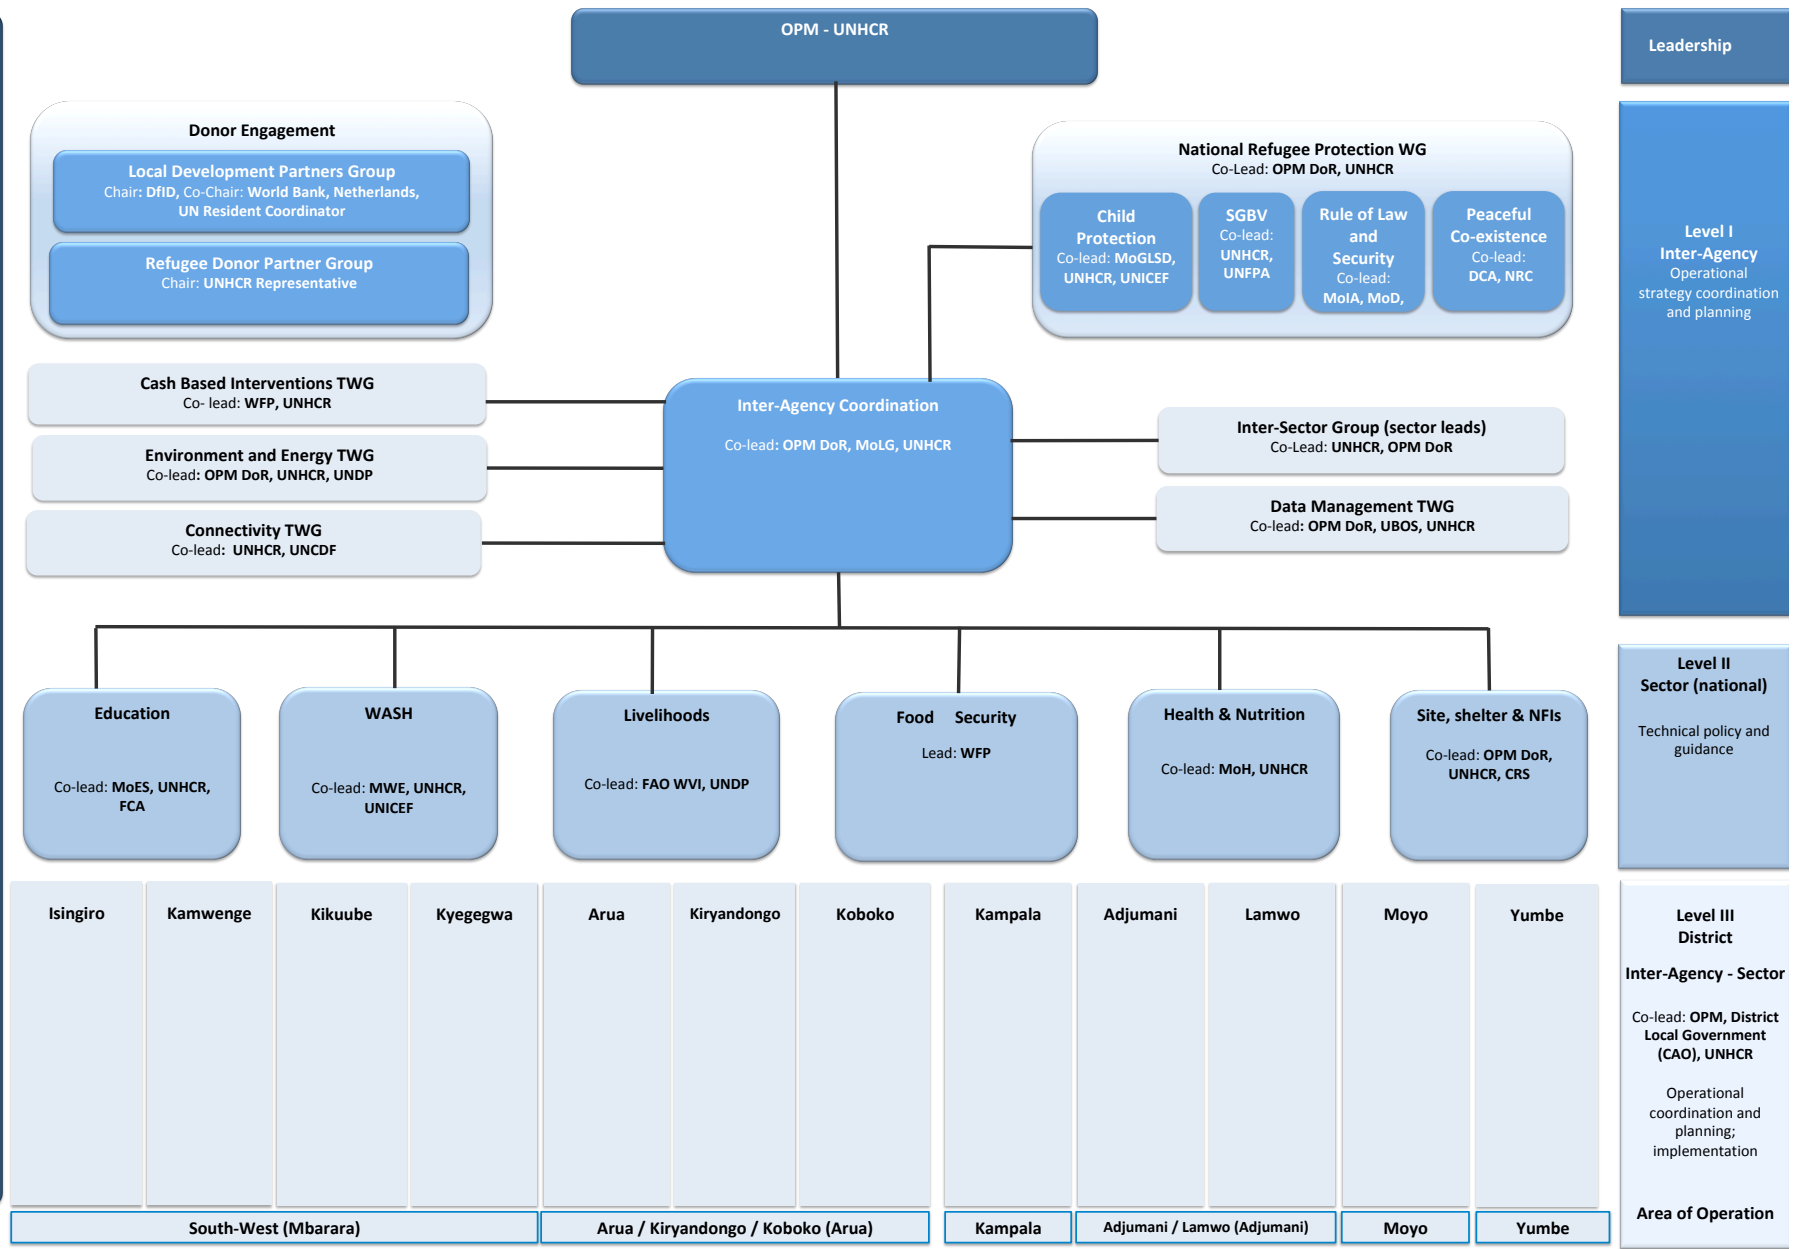 OPM - UNHCR
Leadership
Donor Engagement
Local Development Partners Group
Chair: DfID, Co-Chair: World Bank, Netherlands,
UN Resident Coordinator
Refugee Donor Partner Group
Chair: UNHCR Representative
National Refugee Protection WG
Co-Lead: OPM DoR, UNHCR
Child
Protection
Co-lead: MoGLSD,
UNHCR, UNICEF
SGBV
Co-lead:
UNHCR,
UNFPA
Rule of Law
and
Security
Co-lead:
MoIA, MoD,
Peaceful
Co-existence
Co-lead:
DCA, NRC
Level I
Inter-Agency
Operational
strategy coordination
and planning
Cash Based Interventions TWG
Co- lead: WFP, UNHCR
Environment and Energy TWG
Co-lead: OPM DoR, UNHCR, UNDP
Connectivity TWG
Co-lead: UNHCR, UNCDF
Inter-Agency Coordination
Co-lead: OPM DoR, MoLG, UNHCR
Inter-Sector Group (sector leads)
Co-Lead: UNHCR, OPM DoR
Data Management TWG
Co-lead: OPM DoR, UBOS, UNHCR
Education
Co-lead: MoES, UNHCR,
FCA
WASH
Co-lead: MWE, UNHCR,
UNICEF
Livelihoods
Co-lead: FAO WVI, UNDP
Food Security
Lead: WFP
Health & Nutrition
Co-lead: MoH, UNHCR
Site, shelter & NFIs
Co-lead: OPM DoR,
UNHCR, CRS
Level II
Sector (national)
Technical policy and
guidance
Isingiro
Kamwenge
Kikuube
Kyegegwa
Arua
Kiryandongo
Koboko
Kampala
Adjumani
Lamwo
Moyo
Yumbe
Level III
District
Inter-Agency - Sector
Co-lead: OPM, District
Local Government
(CAO), UNHCR
Operational
coordination and
planning;
implementation
Area of Operation
South-West (Mbarara)
Arua / Kiryandongo / Koboko (Arua)
Kampala
Adjumani / Lamwo (Adjumani)
Moyo
Yumbe